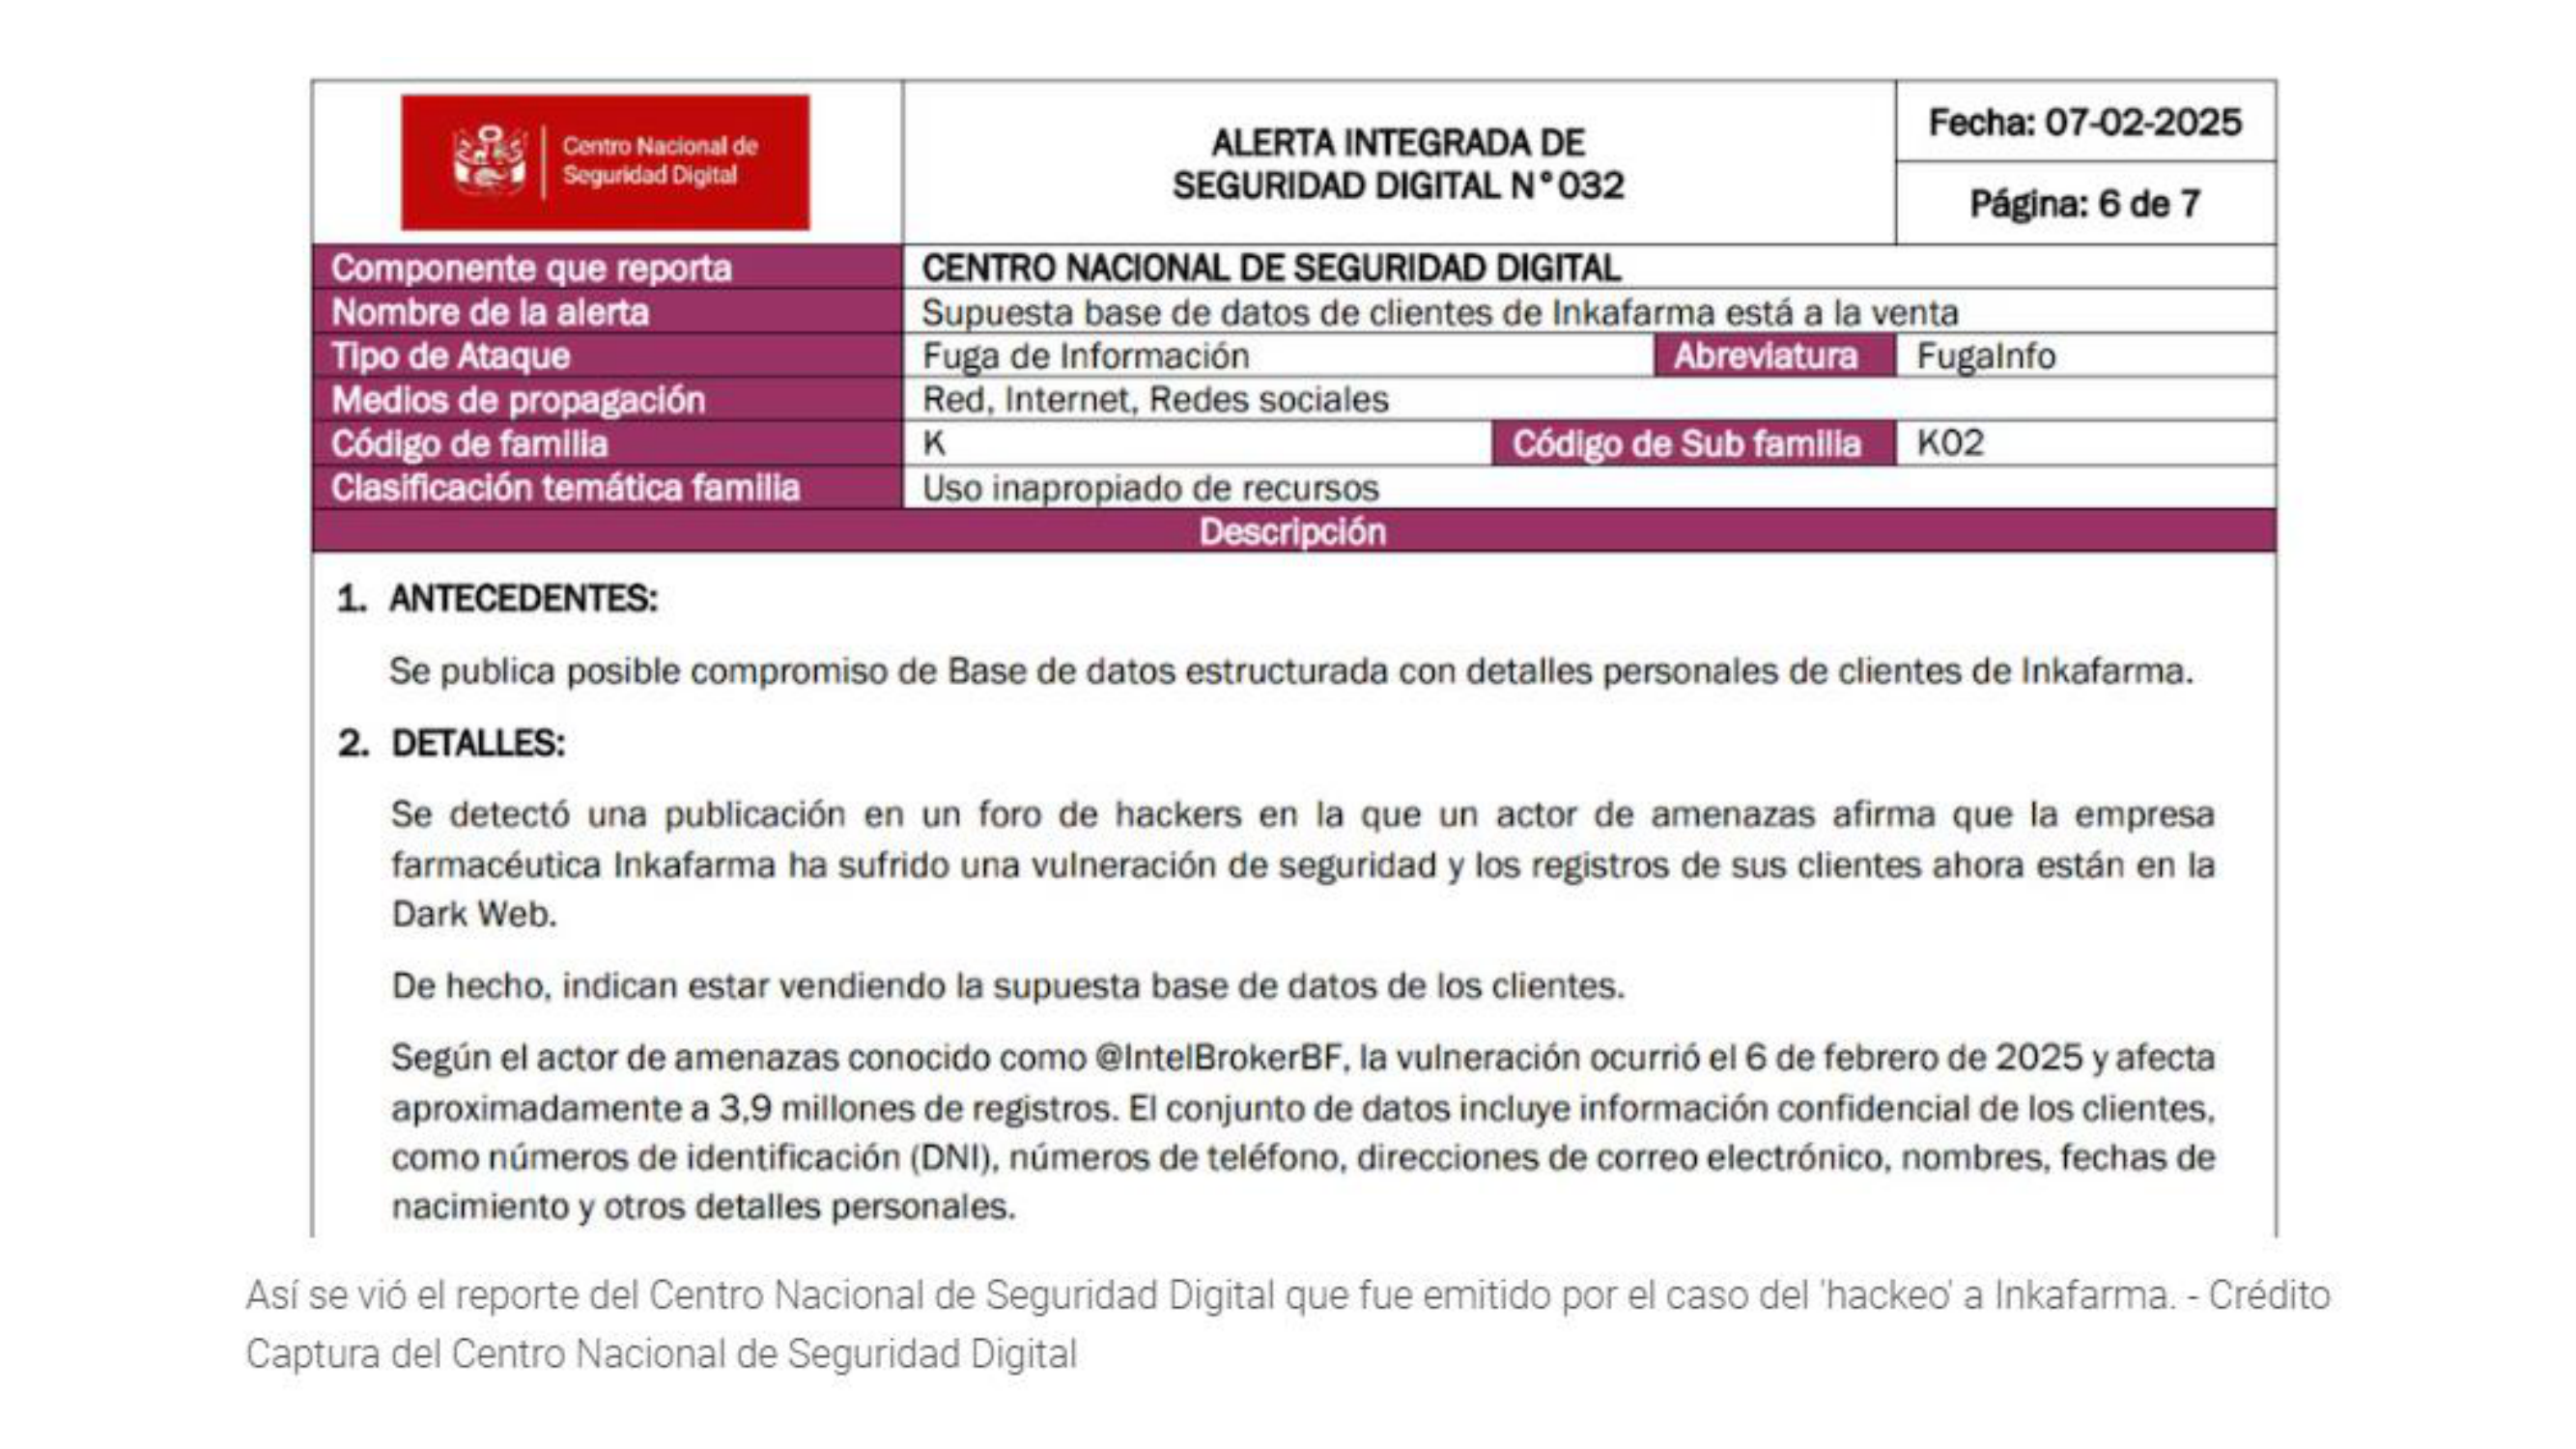 Centro Nacional de
Seguridad Digital
ALERTA INTEGRADA DE
SEGURIDAD DIGITAL N°032
Fecha: 07-02-2025
Página: 6 de 7
Componente que reporta CENTRO NACIONAL DE SEGURIDAD DIGITAL
Nombre de la alerta Supuesta base de datos de clientes de Inkafarma está a la venta
Tipo de Ataque Fuga de Información Abreviatura FugaInfo
Medios de propagación Red, Internet, Redes sociales
Código de familia K Código de Sub familia K02
Clasificación temática familia Uso inapropiado de recursos
Descripción
1. ANTECEDENTES:
Se publica posible compromiso de Base de datos estructurada con detalles personales de clientes de Inkafarma.
2. DETALLES:
Se detectó una publicación en un foro de hackers en la que un actor de amenazas afirma que la empresa
farmacéutica Inkafarma ha sufrido una vulneración de seguridad y los registros de sus clientes ahora están en la
Dark Web.
De hecho, indican estar vendiendo la supuesta base de datos de los clientes.
Según el actor de amenazas conocido como @IntelBrokerBF, la vulneración ocurrió el 6 de febrero de 2025 y afecta
aproximadamente a 3,9 millones de registros. El conjunto de datos incluye información confidencial de los clientes,
como números de identificación (DNI), números de teléfono, direcciones de correo electrónico, nombres, fechas de
nacimiento y otros detalles personales.
Así se vió el reporte del Centro Nacional de Seguridad Digital que fue emitido por el caso del 'hackeo' a Inkafarma. - Crédito
Captura del Centro Nacional de Seguridad Digital